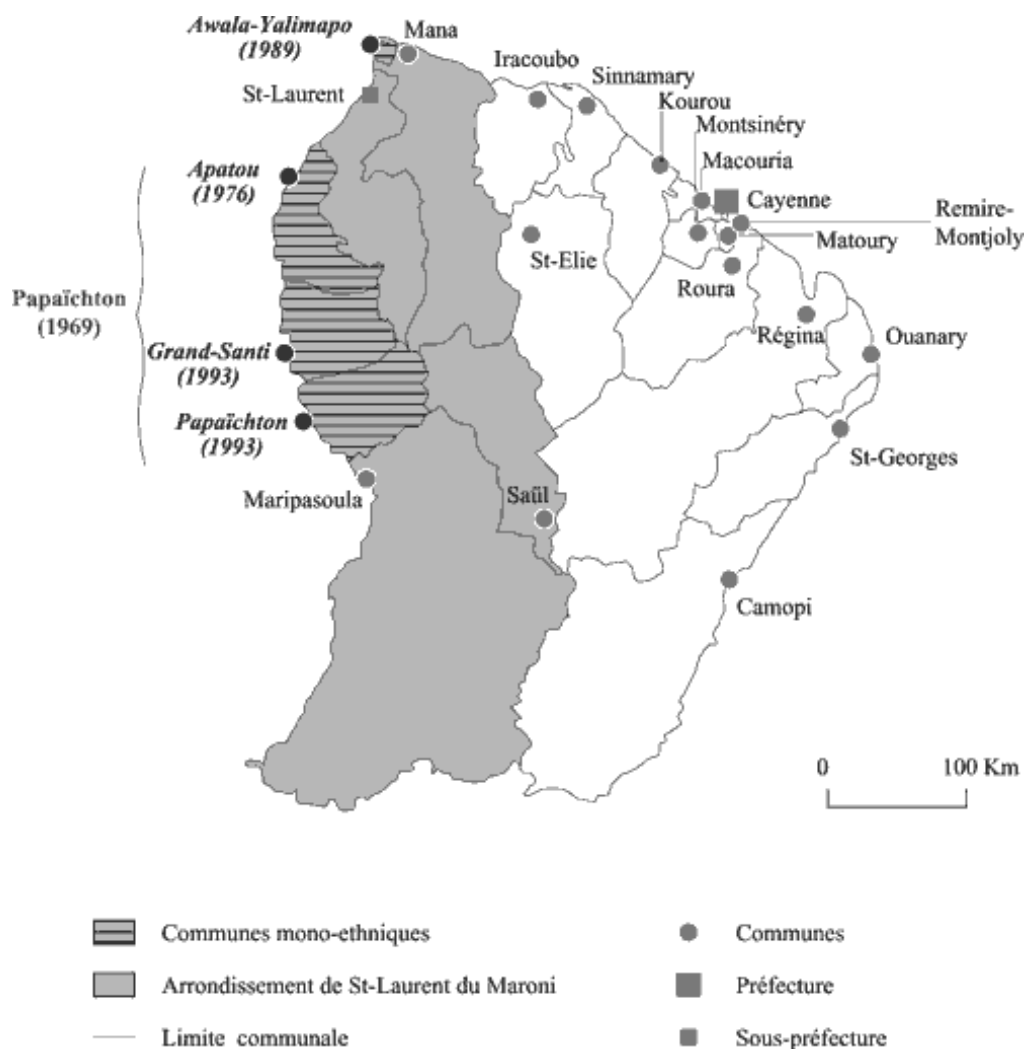 Awala-Yalimapo
(1989)
Mana
Iracoubo
Sinnamary
St-Laurent
Kourou
Montsinéry
Macouria
Apatou
(1976)
Cayenne
Remire-
Montjoly
Matoury
St-Elie
Roura
Papaïchton
(1969)
Régina
Ouanary
Grand-Santi
(1993)
Papaïchton
(1993)
St-Georges
Maripasoula
Saül
Camopi
0 100 Km
Communes mono-ethniques
Communes
Arrondissement de St-Laurent du Maroni
Préfecture
Limite communale
Sous-préfecture